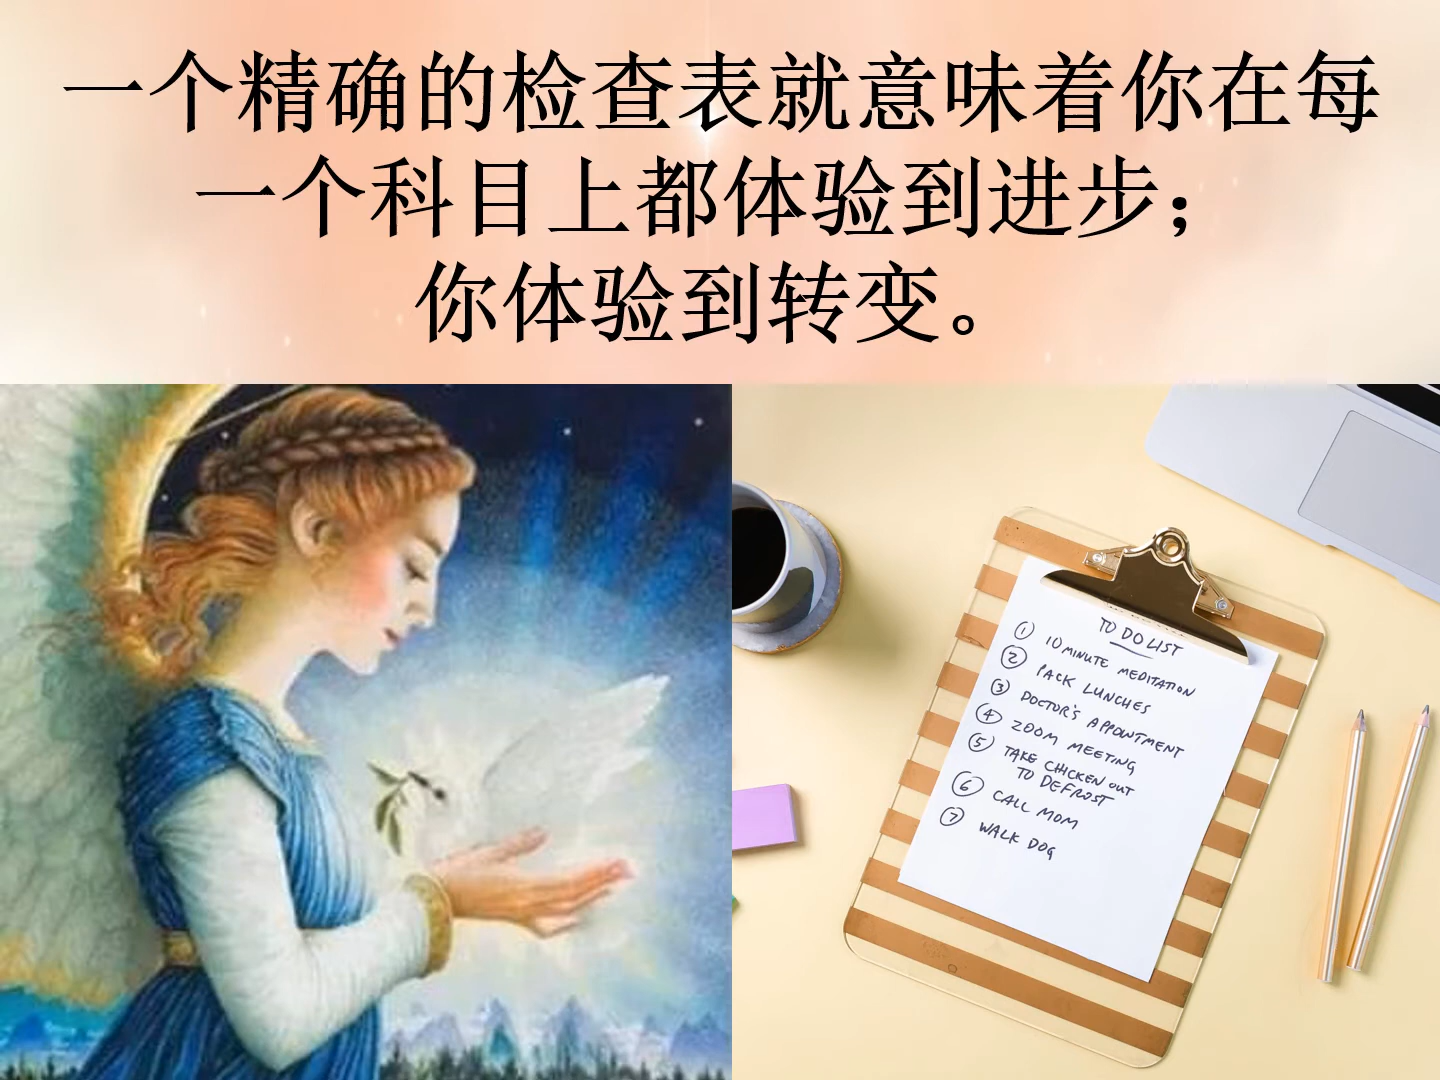 一个精确的检查表就意味着你在每
一个科目上都体验到进步；
你体验到转变。
TO DO LIST
① 10 MINUTE MEDITATION
② PACK LUNCHES
③ DOCTOR'S APPOINTMENT
④ ZOOM MEETING
⑤ TAKE CHICKEN OUT
TO DEFROST
⑥ CALL MOM
⑦ WALK DOG